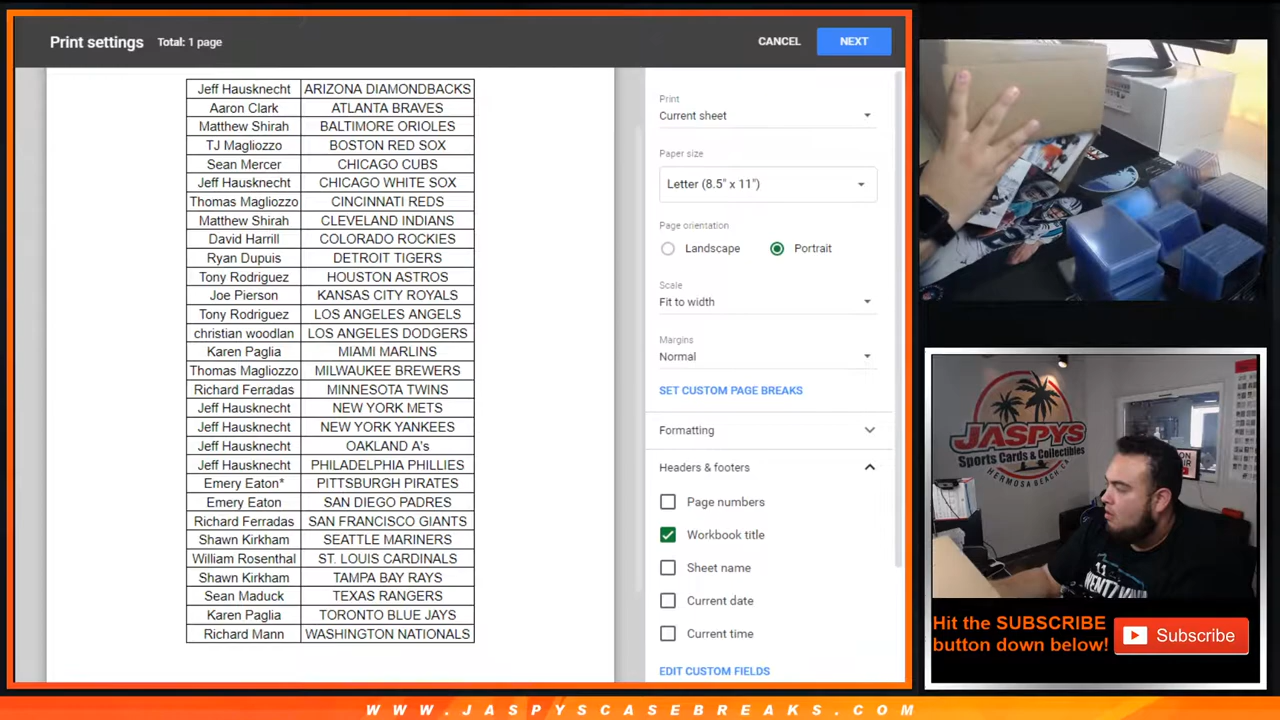 Print settings Total: 1 page CANCEL NEXT
Jeff Hausknecht ARIZONA DIAMONDBACKS
Aaron Clark ATLANTA BRAVES
Matthew Shirah BALTIMORE ORIOLES
TJ Magliozzo BOSTON RED SOX
Sean Mercer CHICAGO CUBS
Jeff Hausknecht CHICAGO WHITE SOX
Thomas Magliozzo CINCINNATI REDS
Matthew Shirah CLEVELAND INDIANS
David Harrill COLORADO ROCKIES
Ryan Dupuis DETROIT TIGERS
Tony Rodriguez HOUSTON ASTROS
Joe Pierson KANSAS CITY ROYALS
Tony Rodriguez LOS ANGELES ANGELS
christian woodlan LOS ANGELES DODGERS
Karen Paglia MIAMI MARLINS
Thomas Magliozzo MILWAUKEE BREWERS
Richard Ferradas MINNESOTA TWINS
Jeff Hausknecht NEW YORK METS
Jeff Hausknecht NEW YORK YANKEES
Jeff Hausknecht OAKLAND A's
Jeff Hausknecht PHILADELPHIA PHILLIES
Emery Eaton* PITTSBURGH PIRATES
Emery Eaton SAN DIEGO PADRES
Richard Ferradas SAN FRANCISCO GIANTS
Shawn Kirkham SEATTLE MARINERS
William Rosenthal ST. LOUIS CARDINALS
Shawn Kirkham TAMPA BAY RAYS
Sean Maduck TEXAS RANGERS
Karen Paglia TORONTO BLUE JAYS
Richard Mann WASHINGTON NATIONALS
Print
Current sheet
Paper size
Letter (8.5" x 11")
Page orientation
Landscape Portrait
Scale
Fit to width
Margins
Normal
SET CUSTOM PAGE BREAKS
Formatting
Headers & footers
Page numbers
Workbook title
Sheet name
Current date
Current time
EDIT CUSTOM FIELDS
JASPYS
Sports Cards & Collectibles
HERMOSA BEACH, CA
Hit the SUBSCRIBE
button down below!
Subscribe
WWW.JASPYSCASEBREAKS.COM